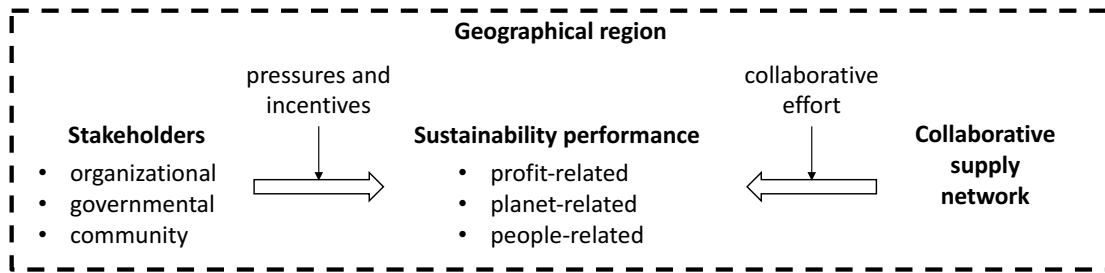 Geographical region
pressures and
incentives
collaborative
effort
Stakeholders
• organizational
• governmental
• community
Sustainability performance
• profit-related
• planet-related
• people-related
Collaborative
supply
network